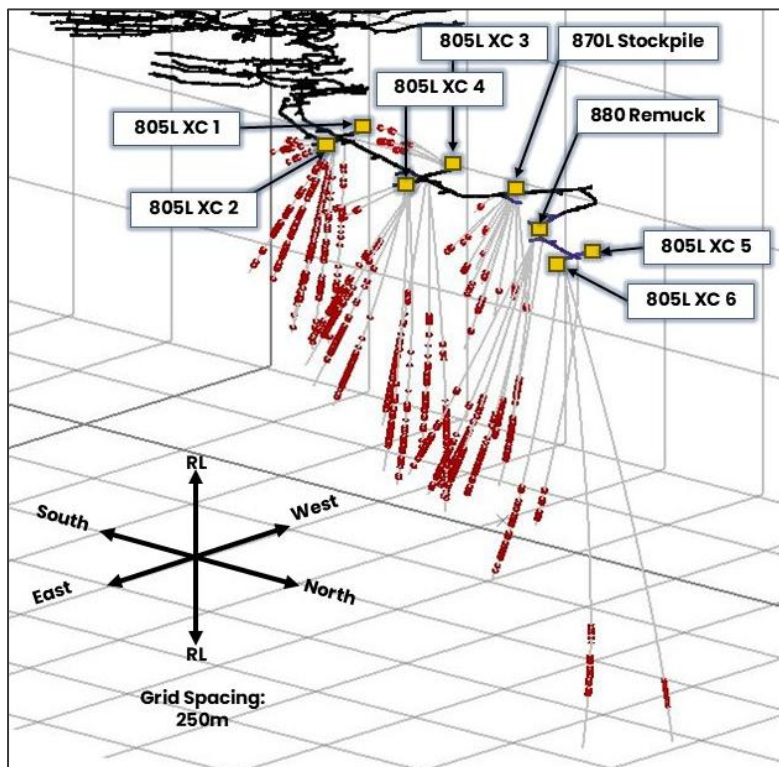 805L XC 3
870L Stockpile
805L XC 4
880 Remuck
805L XC 1
805L XC 2
805L XC 5
805L XC 6
RL
South
West
East
North
RL
Grid Spacing:
250m